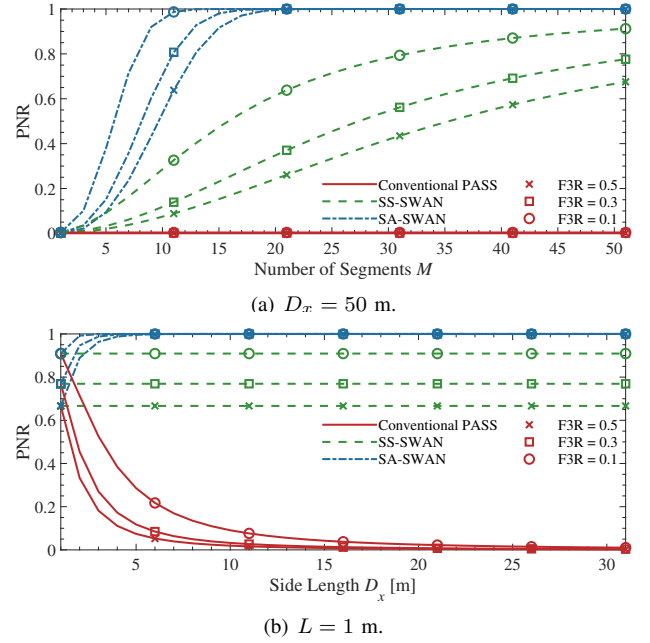 1
0.8
0.6
0.4
0.2
0
PNR
Conventional PASS
SS-SWAN
SA-SWAN
F3R = 0.5
F3R = 0.3
F3R = 0.1
5 10 15 20 25 30 35 40 45 50
Number of Segments M
(a) Dx = 50 m.
1
0.8
0.6
0.4
0.2
0
PNR
Conventional PASS
SS-SWAN
SA-SWAN
F3R = 0.5
F3R = 0.3
F3R = 0.1
5 10 15 20 25 30
Side Length Dx [m]
(b) L = 1 m.